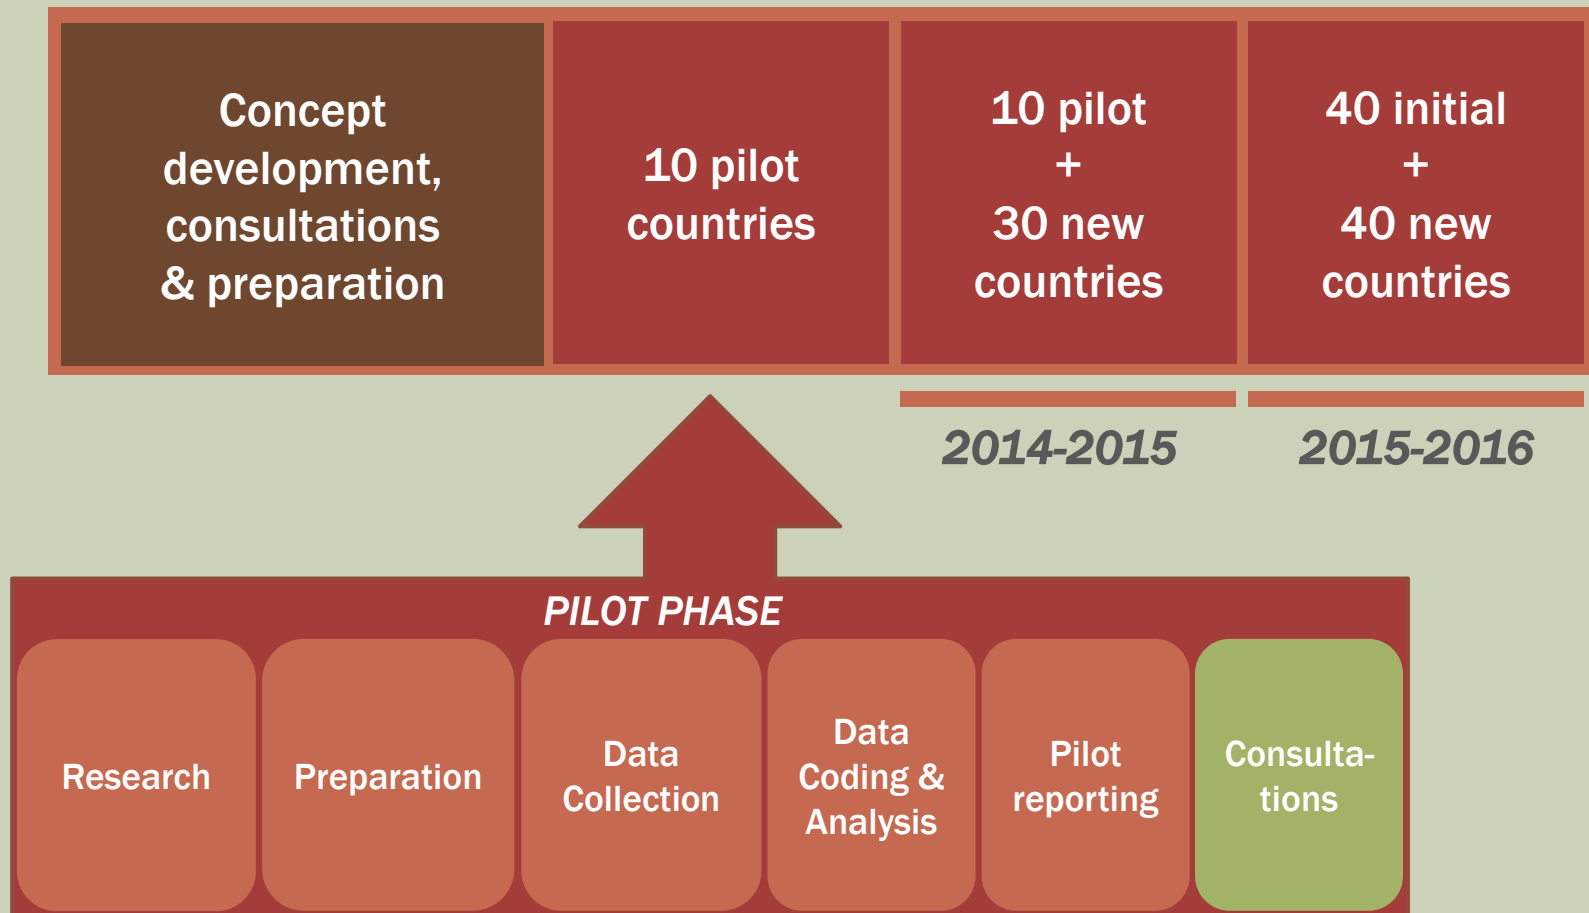 Concept
development,
consultations
& preparation
10 pilot
countries
10 pilot
+
30 new
countries
40 initial
+
40 new
countries
2014-2015
2015-2016
PILOT PHASE
Research
Preparation
Data
Collection
Data
Coding &
Analysis
Pilot
reporting
Consulta-
tions